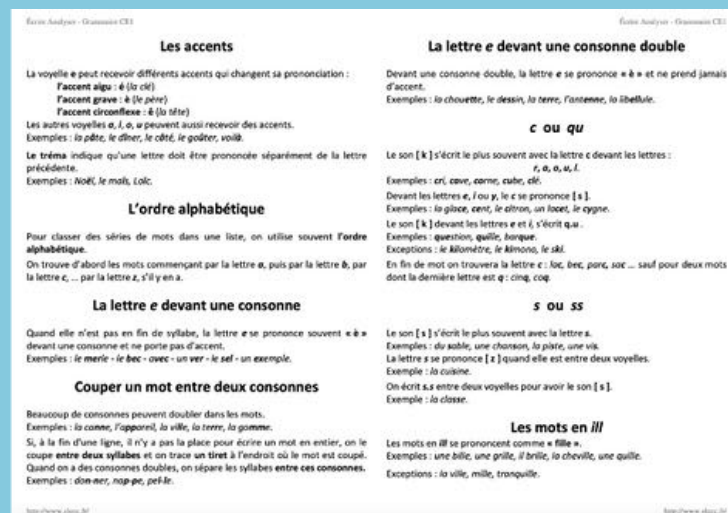 Écrire Analyser - Grammaire CE1
Les accents
La voyelle e peut recevoir différents accents qui changent sa prononciation :
l'accent aigu : é (la clé)
l'accent grave : è (le père)
l'accent circonflexe : ê (la tête)
Les autres voyelles a, i, o, u peuvent aussi recevoir des accents.
Exemples : la pâte, le dîner, le côté, le goûter, voilà.
Le tréma indique qu'une lettre doit être prononcée séparément de la lettre
précédente.
Exemples : Noël, le maïs, Loïc.
L'ordre alphabétique
Pour classer des séries de mots dans une liste, on utilise souvent l'ordre
alphabétique.
On trouve d'abord les mots commençant par la lettre a, puis par la lettre b, par
la lettre c, ... par la lettre z, s'il y en a.
La lettre e devant une consonne
Quand elle n'est pas en fin de syllabe, la lettre e se prononce souvent « è »
devant une consonne et ne porte pas d'accent.
Exemples : le merle - le bec - avec - un ver - le sel - un exemple.
Couper un mot entre deux consonnes
Beaucoup de consonnes peuvent doubler dans les mots.
Exemples : la canne, l'appareil, la ville, la terre, la gomme.
Si, à la fin d'une ligne, il n'y a pas la place pour écrire un mot en entier, on le
coupe entre deux syllabes et on trace un tiret à l'endroit où le mot est coupé.
Quand on a des consonnes doubles, on sépare les syllabes entre ces consonnes.
Exemples : don-ner, nap-pe, pel-le.
Écrire Analyser - Grammaire CE1
La lettre e devant une consonne double
Devant une consonne double, la lettre e se prononce « è » et ne prend jamais
d'accent.
Exemples : la chouette, le dessin, la terre, l'antenne, la libellule.
c ou qu
Le son [ k ] s'écrit le plus souvent avec la lettre c devant les lettres :
r, a, o, u, l.
Exemples : cri, cave, corne, cube, clé.
Devant les lettres e, i ou y, le c se prononce [ s ].
Exemples : la glace, cent, le citron, un lacet, le cygne.
Le son [ k ] devant les lettres e et i, s'écrit q.u .
Exemples : question, quille, barque.
Exceptions : le kilomètre, le kimono, le ski.
En fin de mot on trouvera la lettre c : lac, bec, parc, sac ... sauf pour deux mots
dont la dernière lettre est q : cinq, coq.
s ou ss
Le son [ s ] s'écrit le plus souvent avec la lettre s.
Exemples : du sable, une chanson, la piste, une vis.
La lettre s se prononce [ z ] quand elle est entre deux voyelles.
Exemple : la cuisine.
On écrit s.s entre deux voyelles pour avoir le son [ s ].
Exemple : la classe.
Les mots en ill
Les mots en ill se prononcent comme « fille ».
Exemples : une bille, une grille, il brille, la cheville, une quille.
Exceptions : la ville, mille, tranquille.